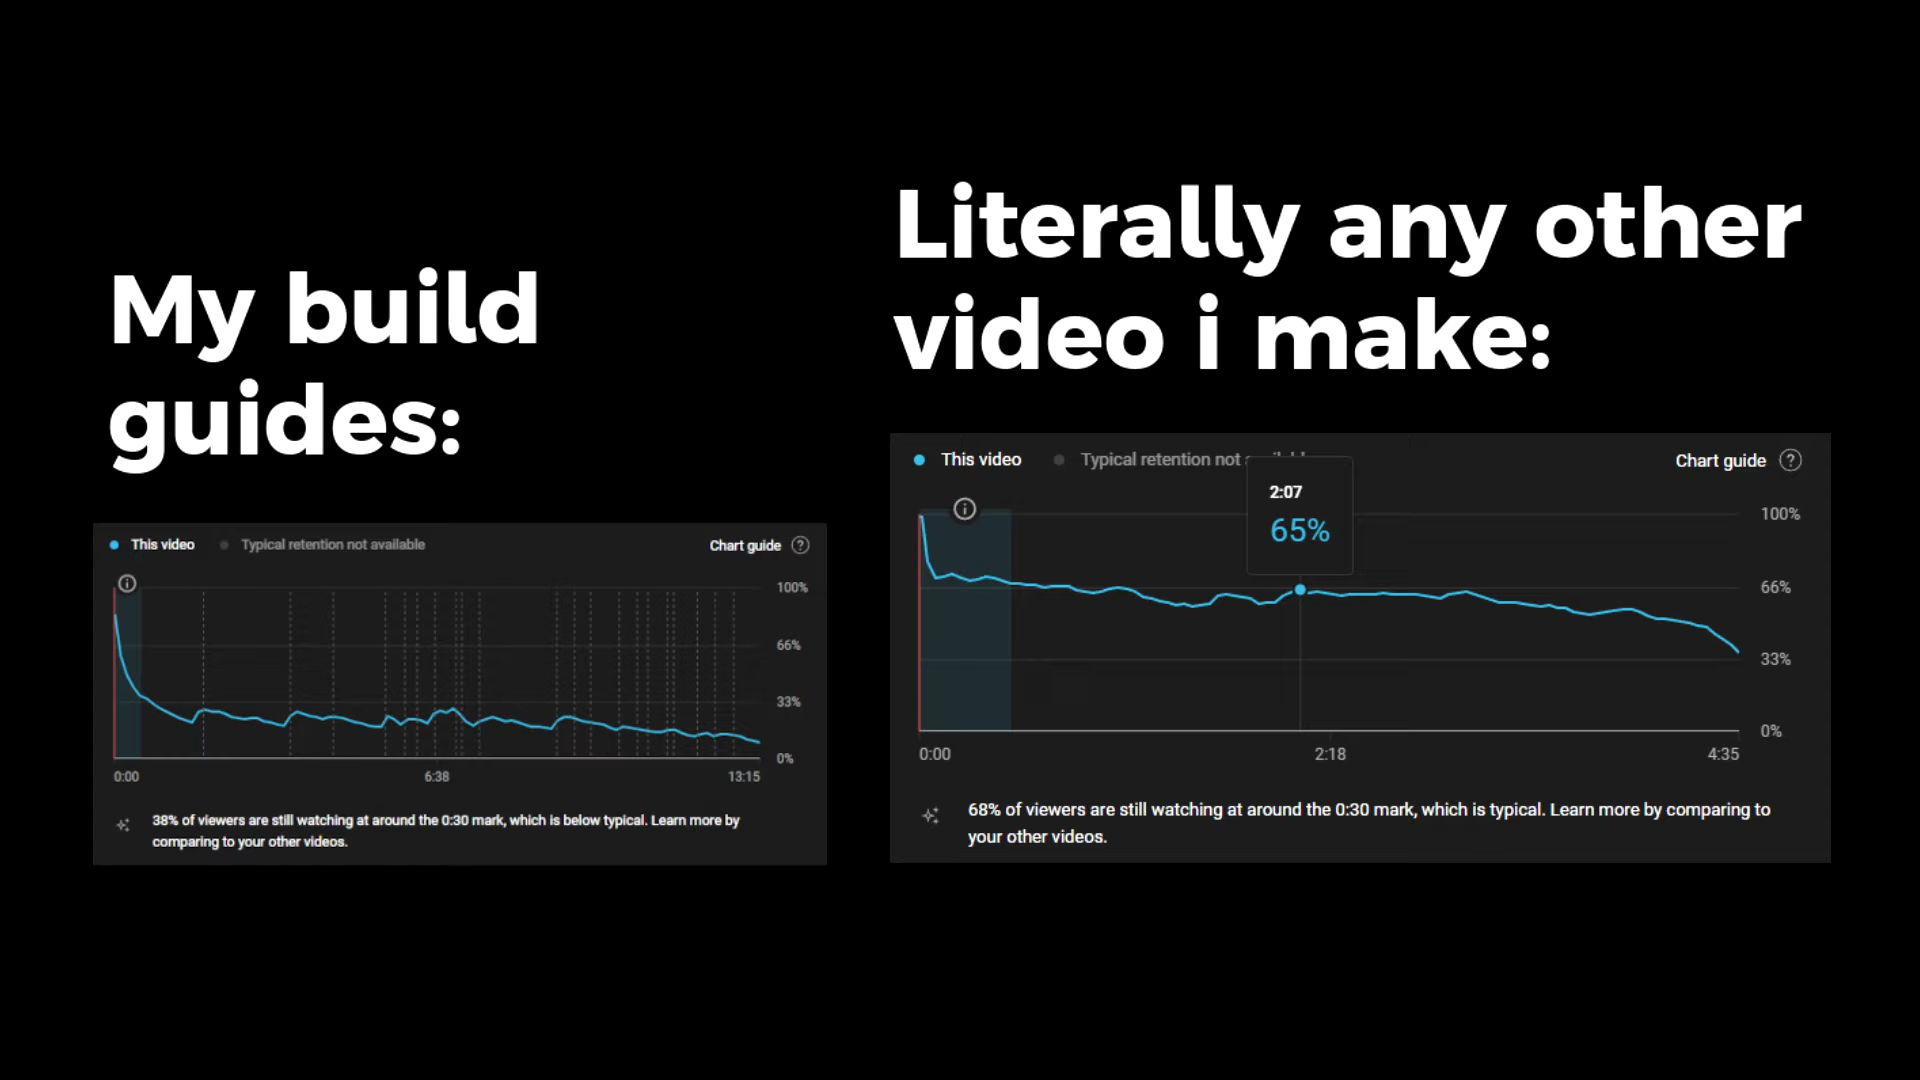 My build
guides:
This video
Typical retention not available
Chart guide ?
100%
66%
33%
0%
0:00
6:38
13:15
38% of viewers are still watching at around the 0:30 mark, which is below typical. Learn more by
comparing to your other videos.
Literally any other
video i make:
This video
Typical retention not
Chart guide ?
2:07
65%
100%
66%
33%
0%
0:00
2:18
4:35
68% of viewers are still watching at around the 0:30 mark, which is typical. Learn more by comparing to
your other videos.